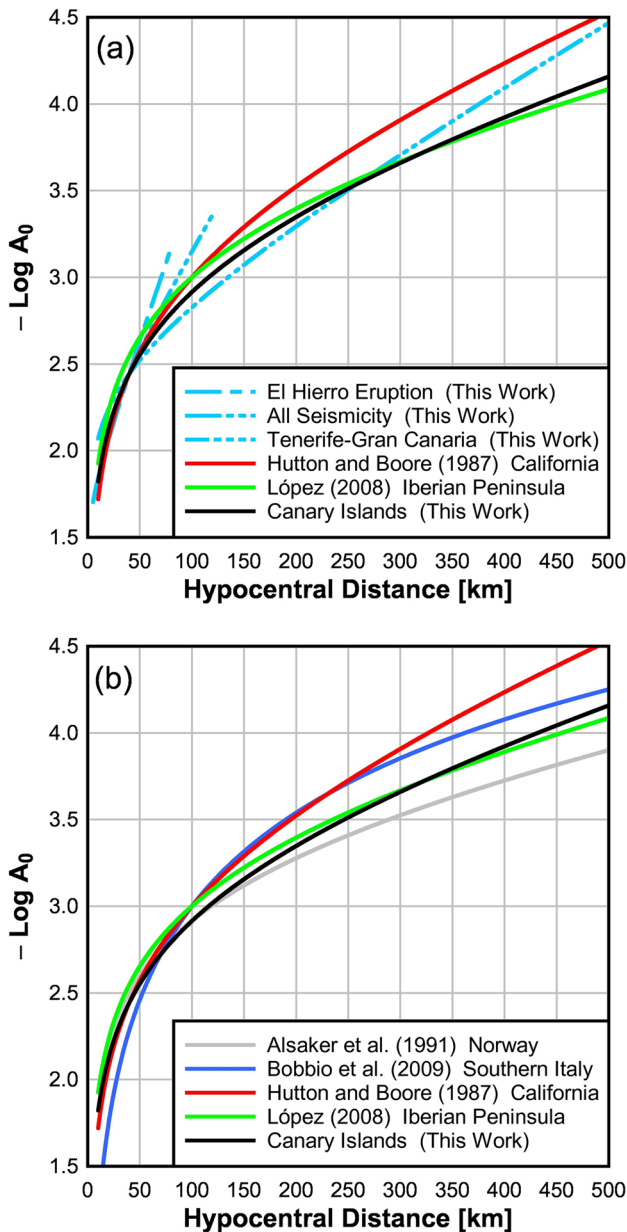 (a)
4.5
4.0
3.5
3.0
2.5
2.0
1.5
– Log A0
El Hierro Eruption (This Work)
All Seismicity (This Work)
Tenerife-Gran Canaria (This Work)
Hutton and Boore (1987) California
López (2008) Iberian Peninsula
Canary Islands (This Work)
0 50 100 150 200 250 300 350 400 450 500
Hypocentral Distance [km]
(b)
4.5
4.0
3.5
3.0
2.5
2.0
1.5
– Log A0
Alsaker et al. (1991) Norway
Bobbio et al. (2009) Southern Italy
Hutton and Boore (1987) California
López (2008) Iberian Peninsula
Canary Islands (This Work)
0 50 100 150 200 250 300 350 400 450 500
Hypocentral Distance [km]